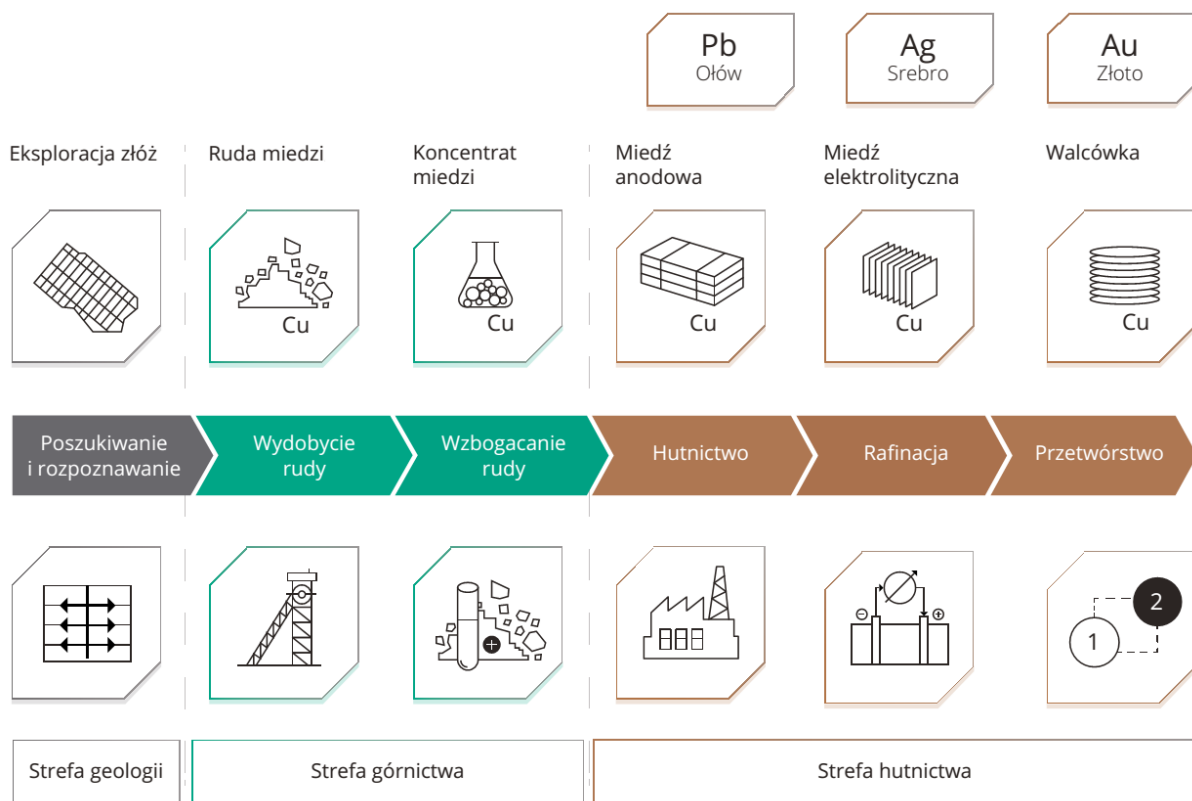 Pb
Ołów
Ag
Srebro
Au
Złoto
Eksploracja złóż
Ruda miedzi
Koncentrat
miedzi
Miedź
anodowa
Miedź
elektrolityczna
Walcówka
Cu
Cu
Cu
Cu
Cu
Poszukiwanie
i rozpoznawanie
Wydobycie
rudy
Wzbogacanie
rudy
Hutnictwo
Rafinacja
Przetwórstwo
1
2
Strefa geologii
Strefa górnictwa
Strefa hutnictwa